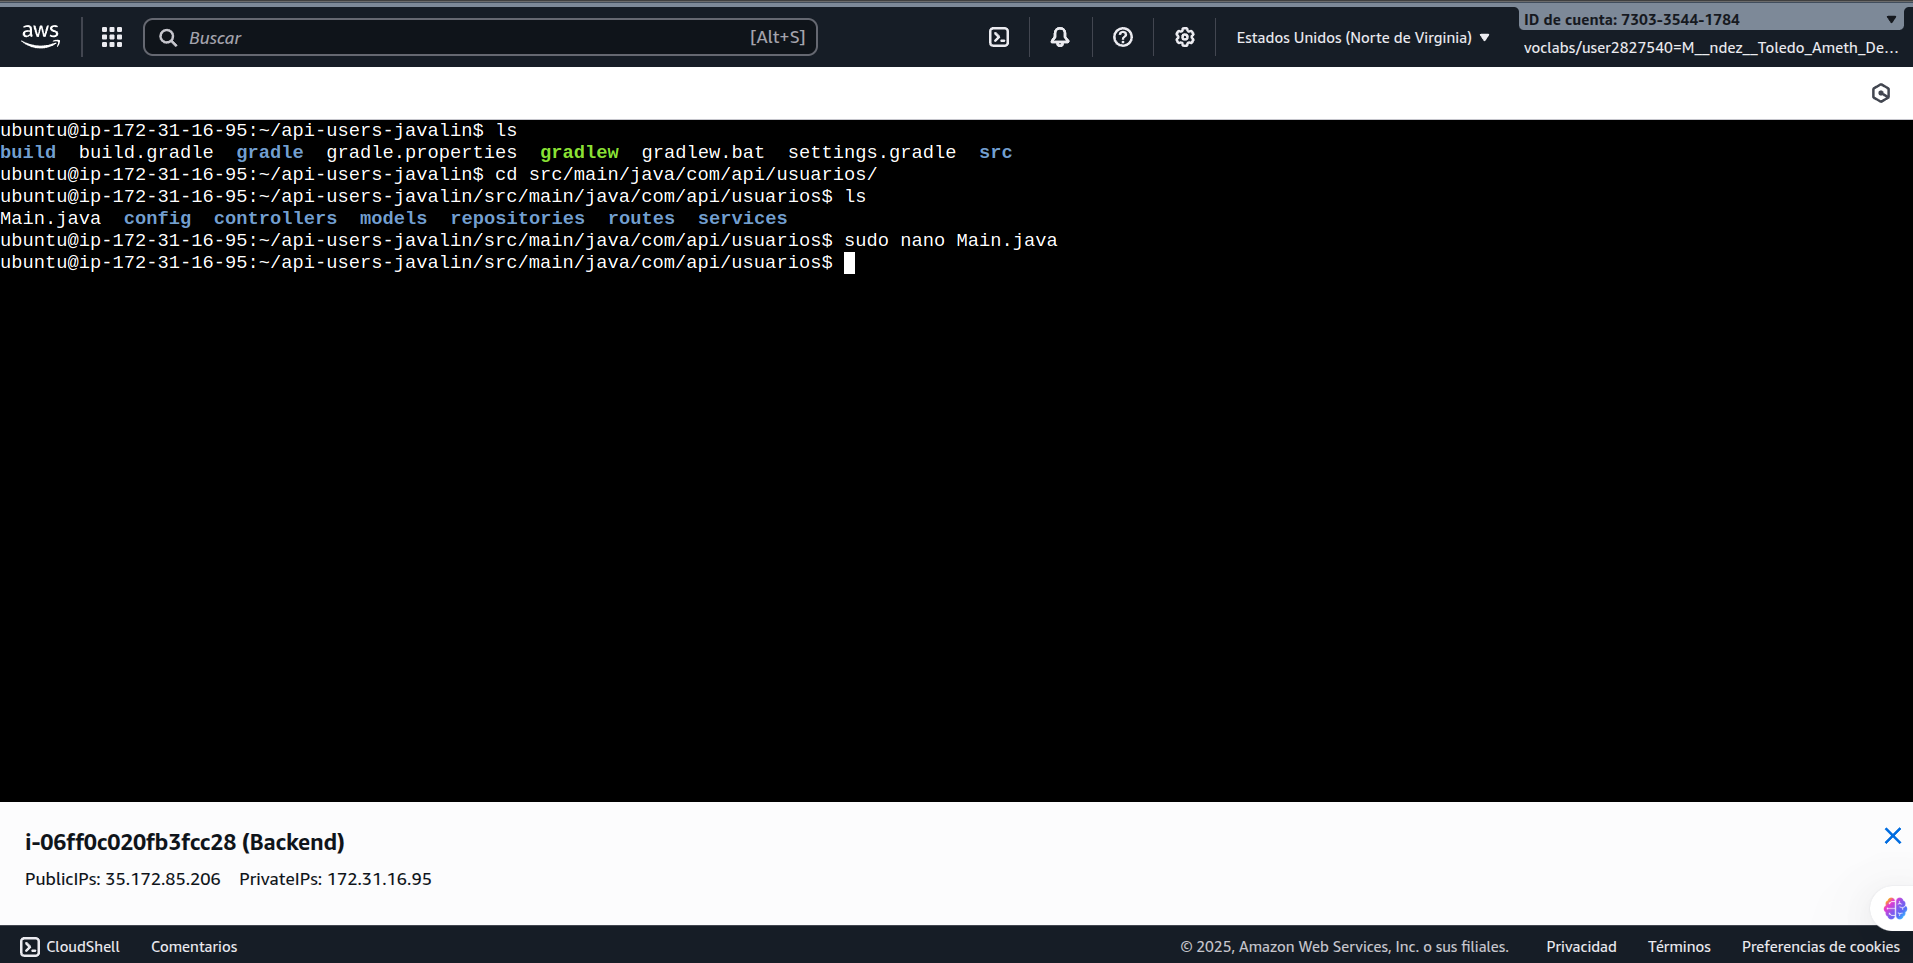 aws
Buscar [Alt+S]
Estados Unidos (Norte de Virginia)
ID de cuenta: 7303-3544-1784
voclabs/user2827540=M__ndez__Toledo_Ameth_De...
ubuntu@ip-172-31-16-95:~/api-users-javalin$ ls
build build.gradle gradle gradle.properties gradlew gradlew.bat settings.gradle src
ubuntu@ip-172-31-16-95:~/api-users-javalin$ cd src/main/java/com/api/usuarios/
ubuntu@ip-172-31-16-95:~/api-users-javalin/src/main/java/com/api/usuarios$ ls
Main.java config controllers models repositories routes services
ubuntu@ip-172-31-16-95:~/api-users-javalin/src/main/java/com/api/usuarios$ sudo nano Main.java
ubuntu@ip-172-31-16-95:~/api-users-javalin/src/main/java/com/api/usuarios$
i-06ff0c020fb3fcc28 (Backend)
PublicIPs: 35.172.85.206 PrivateIPs: 172.31.16.95
CloudShell Comentarios © 2025, Amazon Web Services, Inc. o sus filiales. Privacidad Términos Preferencias de cookies